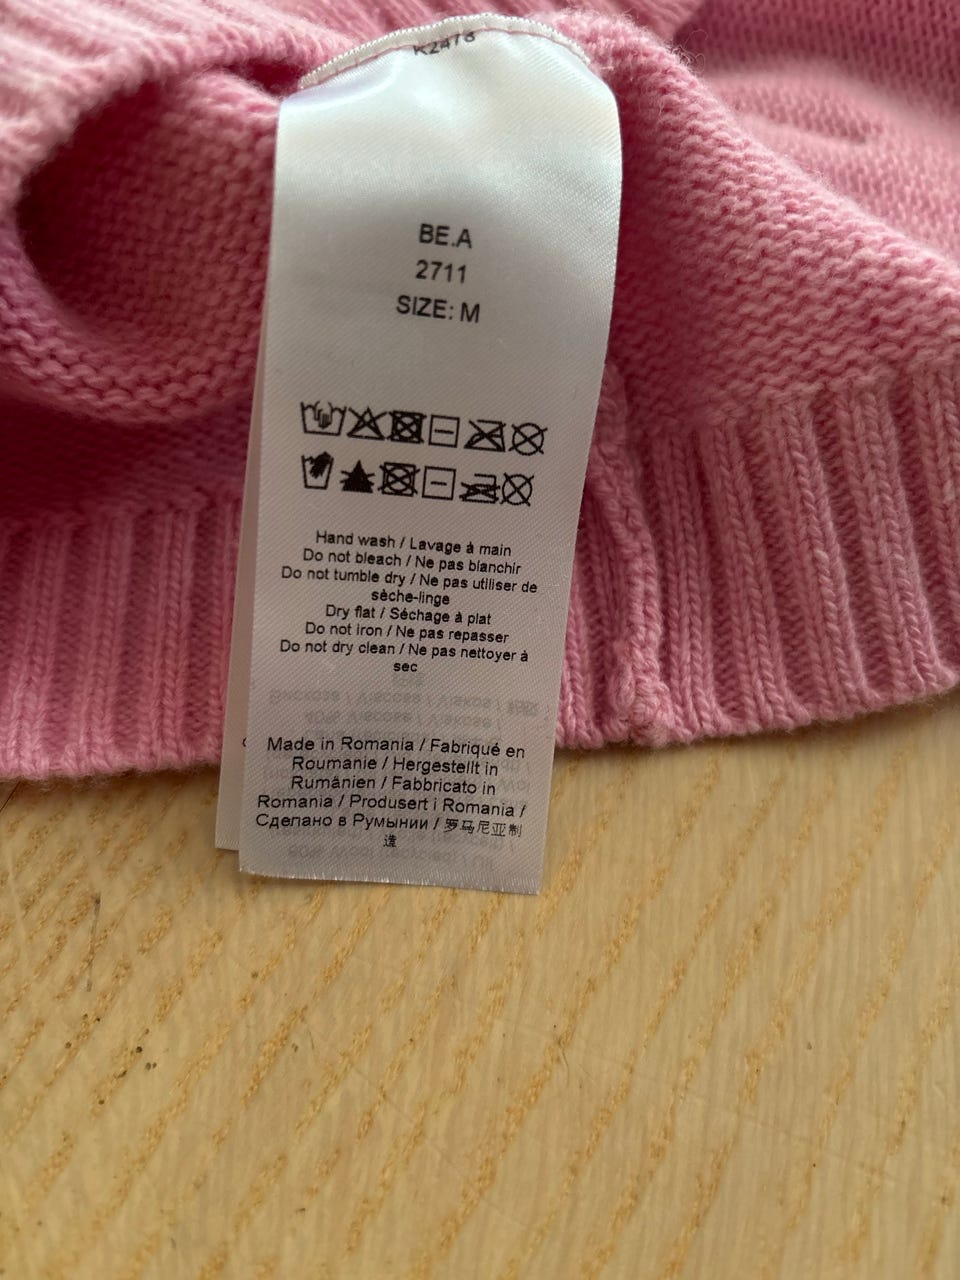 K2478
BE.A
2711
SIZE: M
Hand wash / Lavage à main
Do not bleach / Ne pas blanchir
Do not tumble dry / Ne pas utiliser de
sèche-linge
Dry flat / Séchage à plat
Do not iron / Ne pas repasser
Do not dry clean / Ne pas nettoyer à
sec
Made in Romania / Fabriqué en
Roumanie / Hergestellt in
Rumänien / Fabbricato in
Romania / Produsert i Romania /
Сделано в Румынии / 罗马尼亚制
造